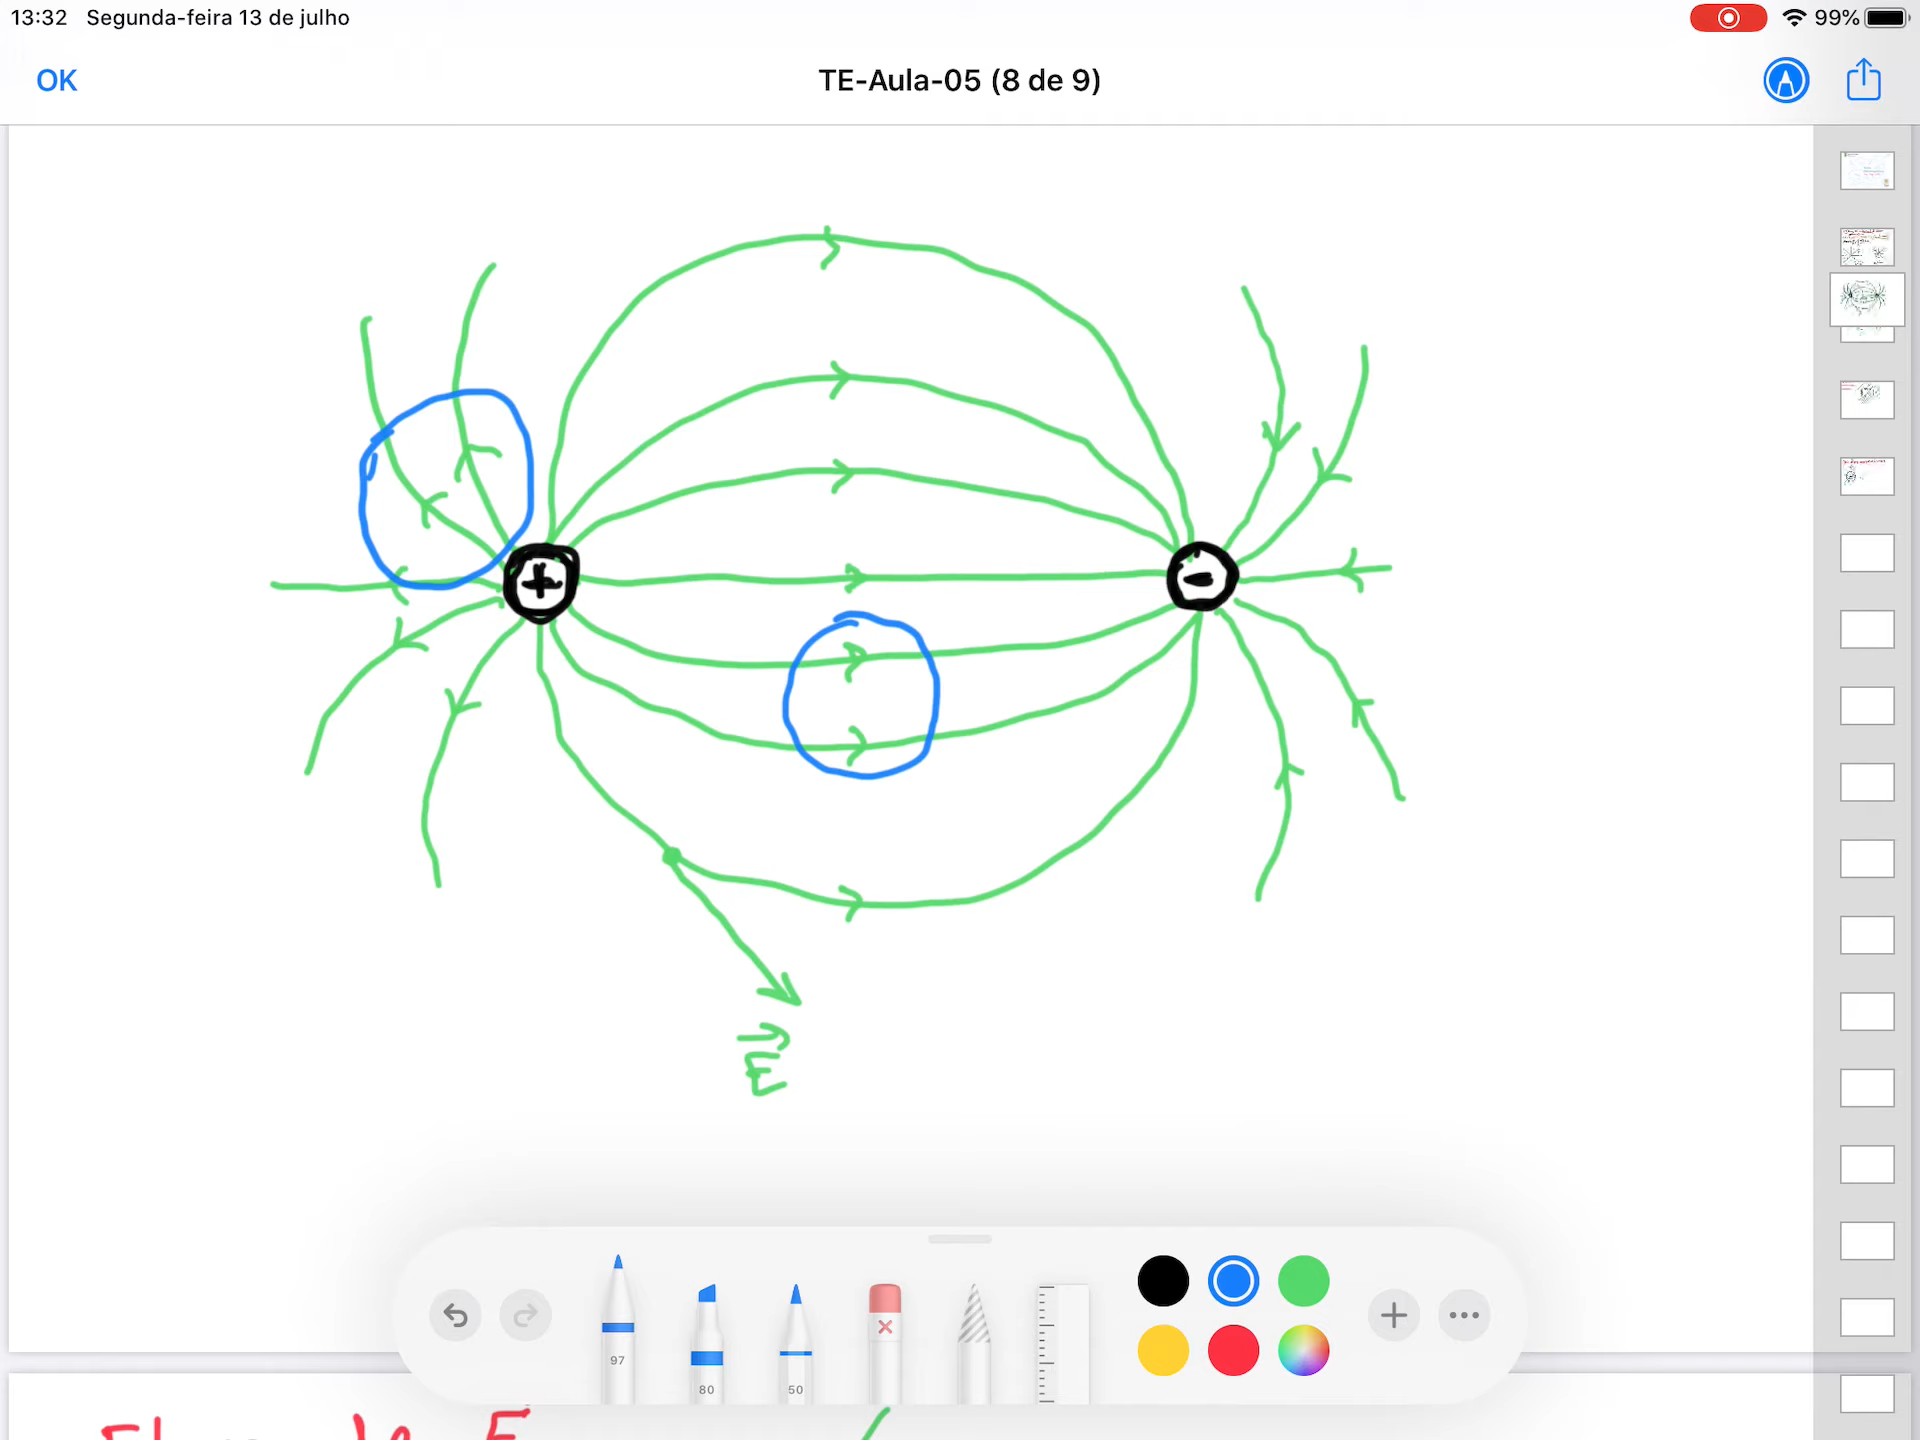 13:32 Segunda-feira 13 de julho 99%
OK
TE-Aula-05 (8 de 9)
+
-
E
97
80
50